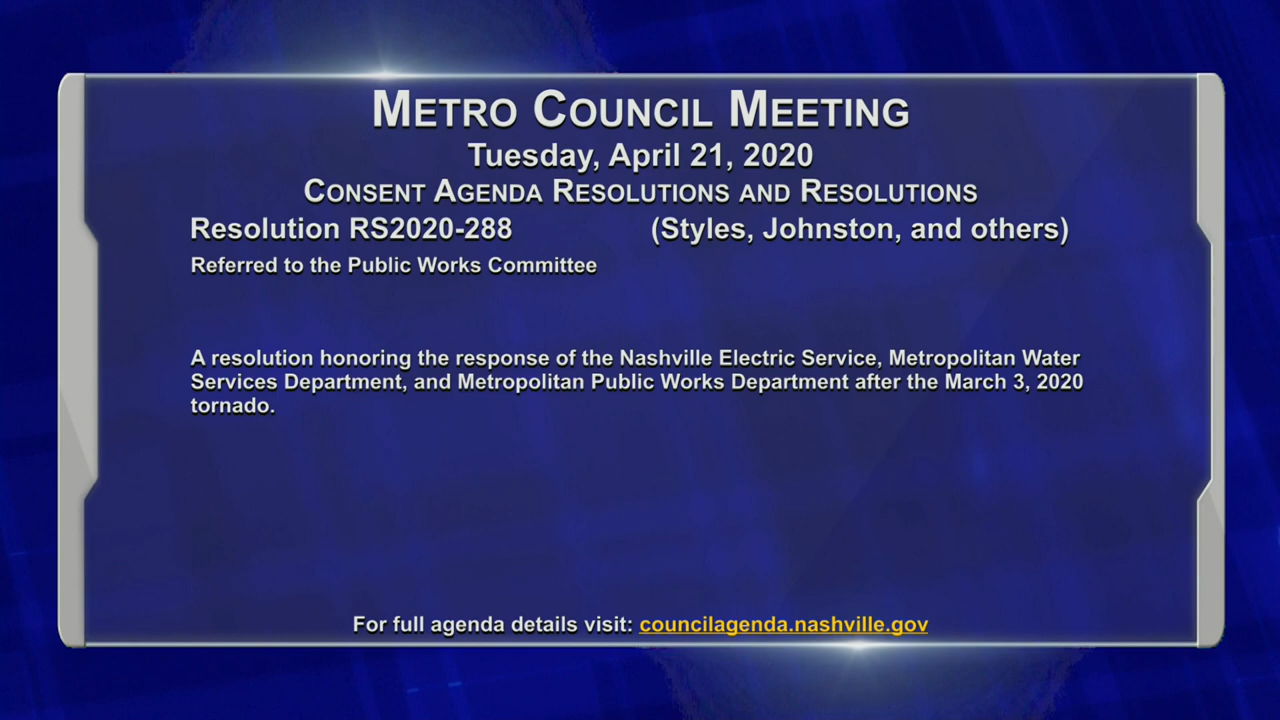 Metro Council Meeting
Tuesday, April 21, 2020
Consent Agenda Resolutions and Resolutions
Resolution RS2020-288 (Styles, Johnston, and others)
Referred to the Public Works Committee
A resolution honoring the response of the Nashville Electric Service, Metropolitan Water
Services Department, and Metropolitan Public Works Department after the March 3, 2020
tornado.
For full agenda details visit: councilagenda.nashville.gov